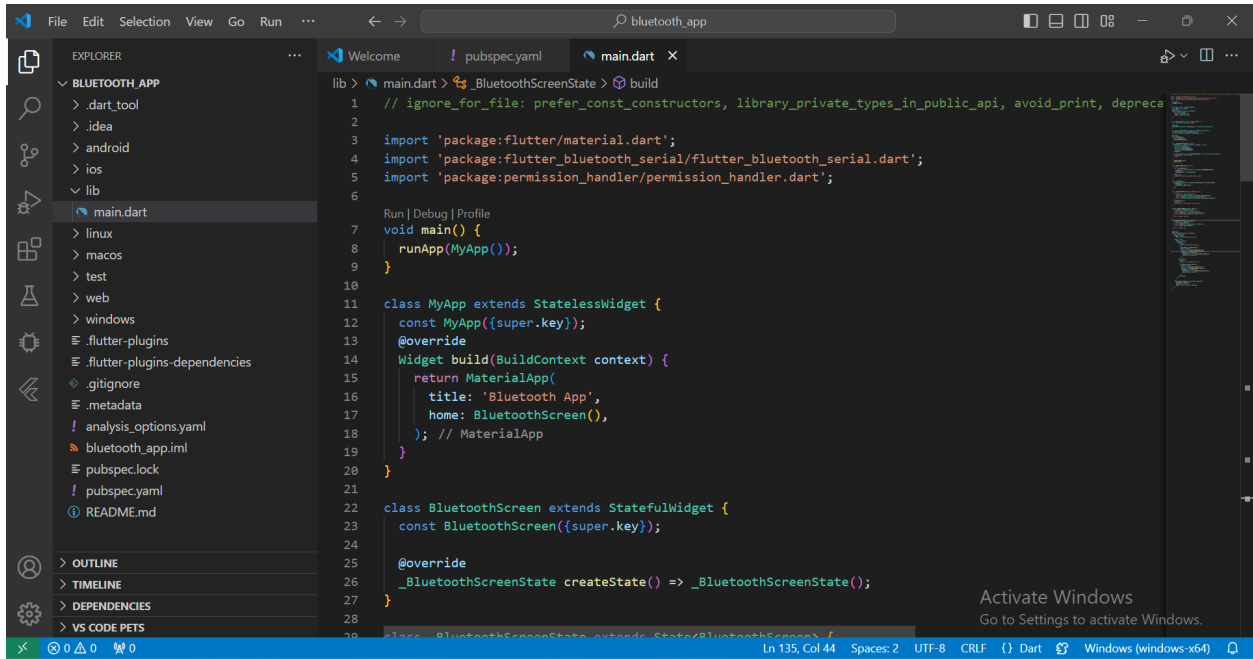 File Edit Selection View Go Run ··· bluetooth_app
EXPLORER ···
BLUETOOTH_APP
.dart_tool
.idea
android
ios
lib
main.dart
linux
macos
test
web
windows
.flutter-plugins
.flutter-plugins-dependencies
.gitignore
.metadata
analysis_options.yaml
bluetooth_app.iml
pubspec.lock
pubspec.yaml
README.md
OUTLINE
TIMELINE
DEPENDENCIES
VS CODE PETS
Welcome ! pubspec.yaml main.dart
lib > main.dart > _BluetoothScreenState > build
1 // ignore_for_file: prefer_const_constructors, library_private_types_in_public_api, avoid_print, depreca
2
3 import 'package:flutter/material.dart';
4 import 'package:flutter_bluetooth_serial/flutter_bluetooth_serial.dart';
5 import 'package:permission_handler/permission_handler.dart';
6
Run | Debug | Profile
7 void main() {
8 runApp(MyApp());
9 }
10
11 class MyApp extends StatelessWidget {
12 const MyApp({super.key});
13 @override
14 Widget build(BuildContext context) {
15 return MaterialApp(
16 title: 'Bluetooth App',
17 home: BluetoothScreen(),
18 ); // MaterialApp
19 }
20 }
21
22 class BluetoothScreen extends StatefulWidget {
23 const BluetoothScreen({super.key});
24
25 @override
26 _BluetoothScreenState createState() => _BluetoothScreenState();
27 }
28
29 class _BluetoothScreenState extends State<BluetoothScreen> {
Activate Windows
Go to Settings to activate Windows.
0 0 0 Ln 135, Col 44 Spaces: 2 UTF-8 CRLF {} Dart Windows (windows-x64)